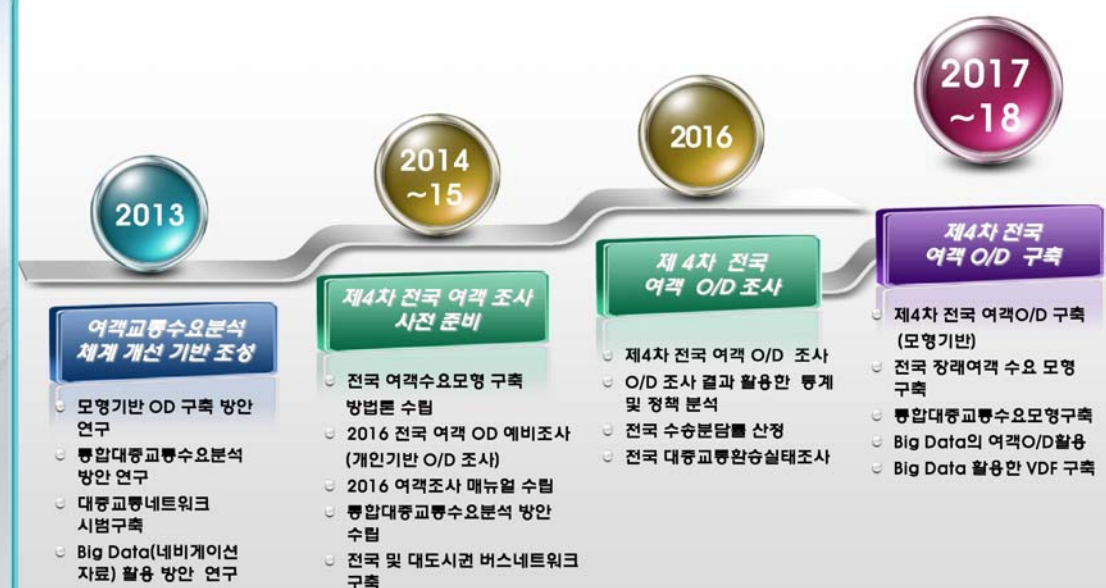 2013
여객교통수요분석
체계 개선 기반 조성
모형기반 OD 구축 방안
연구
통합대중교통수요분석
방안 연구
대중교통네트워크
시범구축
Big Data(네비게이션
자료) 활용 방안 연구
2014
~15
제4차 전국 여객 조사
사전 준비
전국 여객수요모형 구축
방법론 수립
2016 전국 여객 OD 예비조사
(개인기반 O/D 조사)
2016 여객조사 매뉴얼 수립
통합대중교통수요분석 방안
수립
전국 및 대도시권 버스네트워크
구축
2016
제 4차 전국
여객 O/D 조사
제4차 전국 여객 O/D 조사
O/D 조사 결과 활용한 통계
및 정책 분석
전국 수송분담률 산정
전국 대중교통환승실태조사
2017
~18
제4차 전국
여객 O/D 구축
제4차 전국 여객O/D 구축
(모형기반)
전국 장래여객 수요 모형
구축
통합대중교통수요모형구축
Big Data의 여객O/D활용
Big Data 활용한 VDF 구축